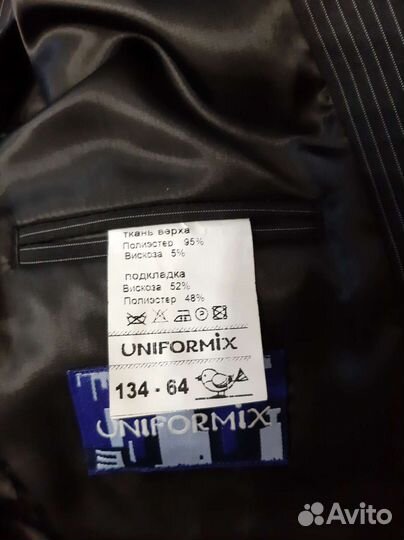 ткань верха
Полиэстер 95%
Вискоза 5%
подкладка
Вискоза 52%
Полиэстер 48%
UNIFORMIX
134 - 64
UNIFORMIX
Avito